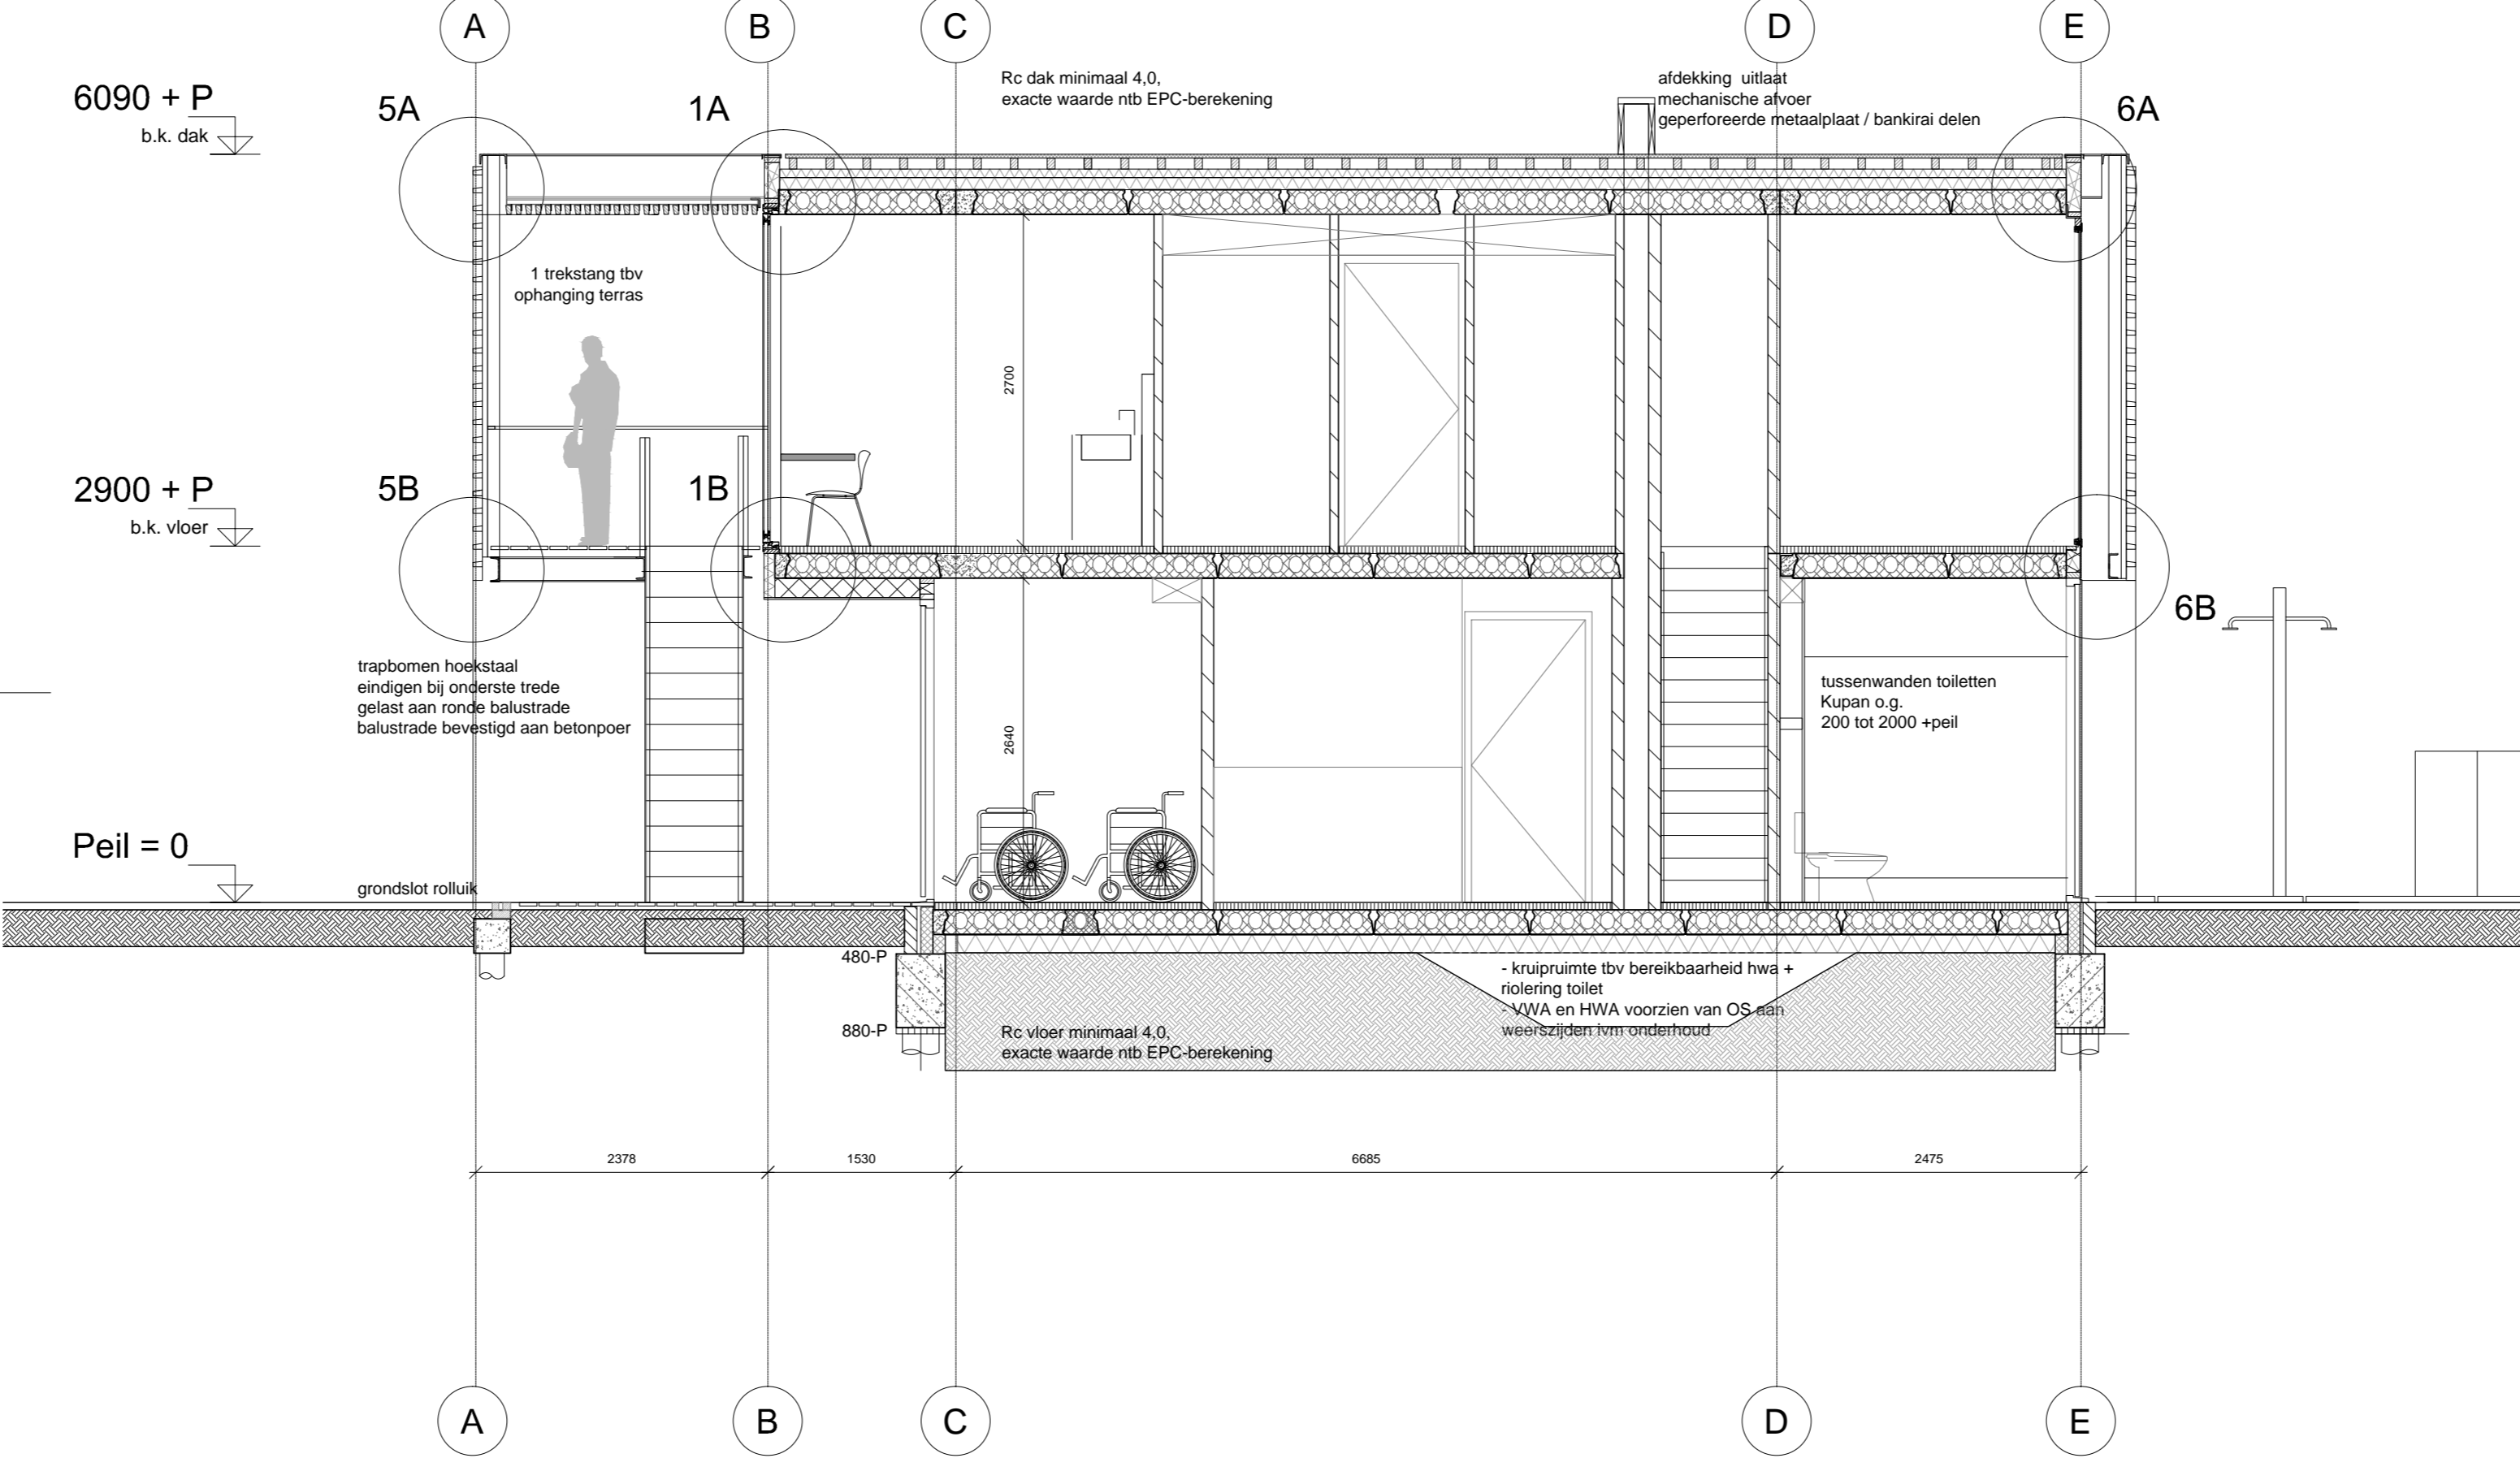 A
B
C
D
E
6090 + P
b.k. dak
5A
1A
Rc dak minimaal 4,0,
exacte waarde ntb EPC-berekening
afdekking uitlaat
mechanische afvoer
geperforeerde metaalplaat / bankirai delen
6A
1 trekstang tbv
ophanging terras
2700
2900 + P
b.k. vloer
5B
1B
6B
trapbomen hoekstaal
eindigen bij onderste trede
gelast aan ronde balustrade
balustrade bevestigd aan betonpoer
2640
tussenwanden toiletten
Kupan o.g.
200 tot 2000 +peil
Peil = 0
grondslot rolluik
480-P
880-P
Rc vloer minimaal 4,0,
exacte waarde ntb EPC-berekening
- kruipruimte tbv bereikbaarheid hwa +
riolering toilet
- VWA en HWA voorzien van OS aan
weerszijden ivm onderhoud
2378
1530
6685
2475
A
B
C
D
E